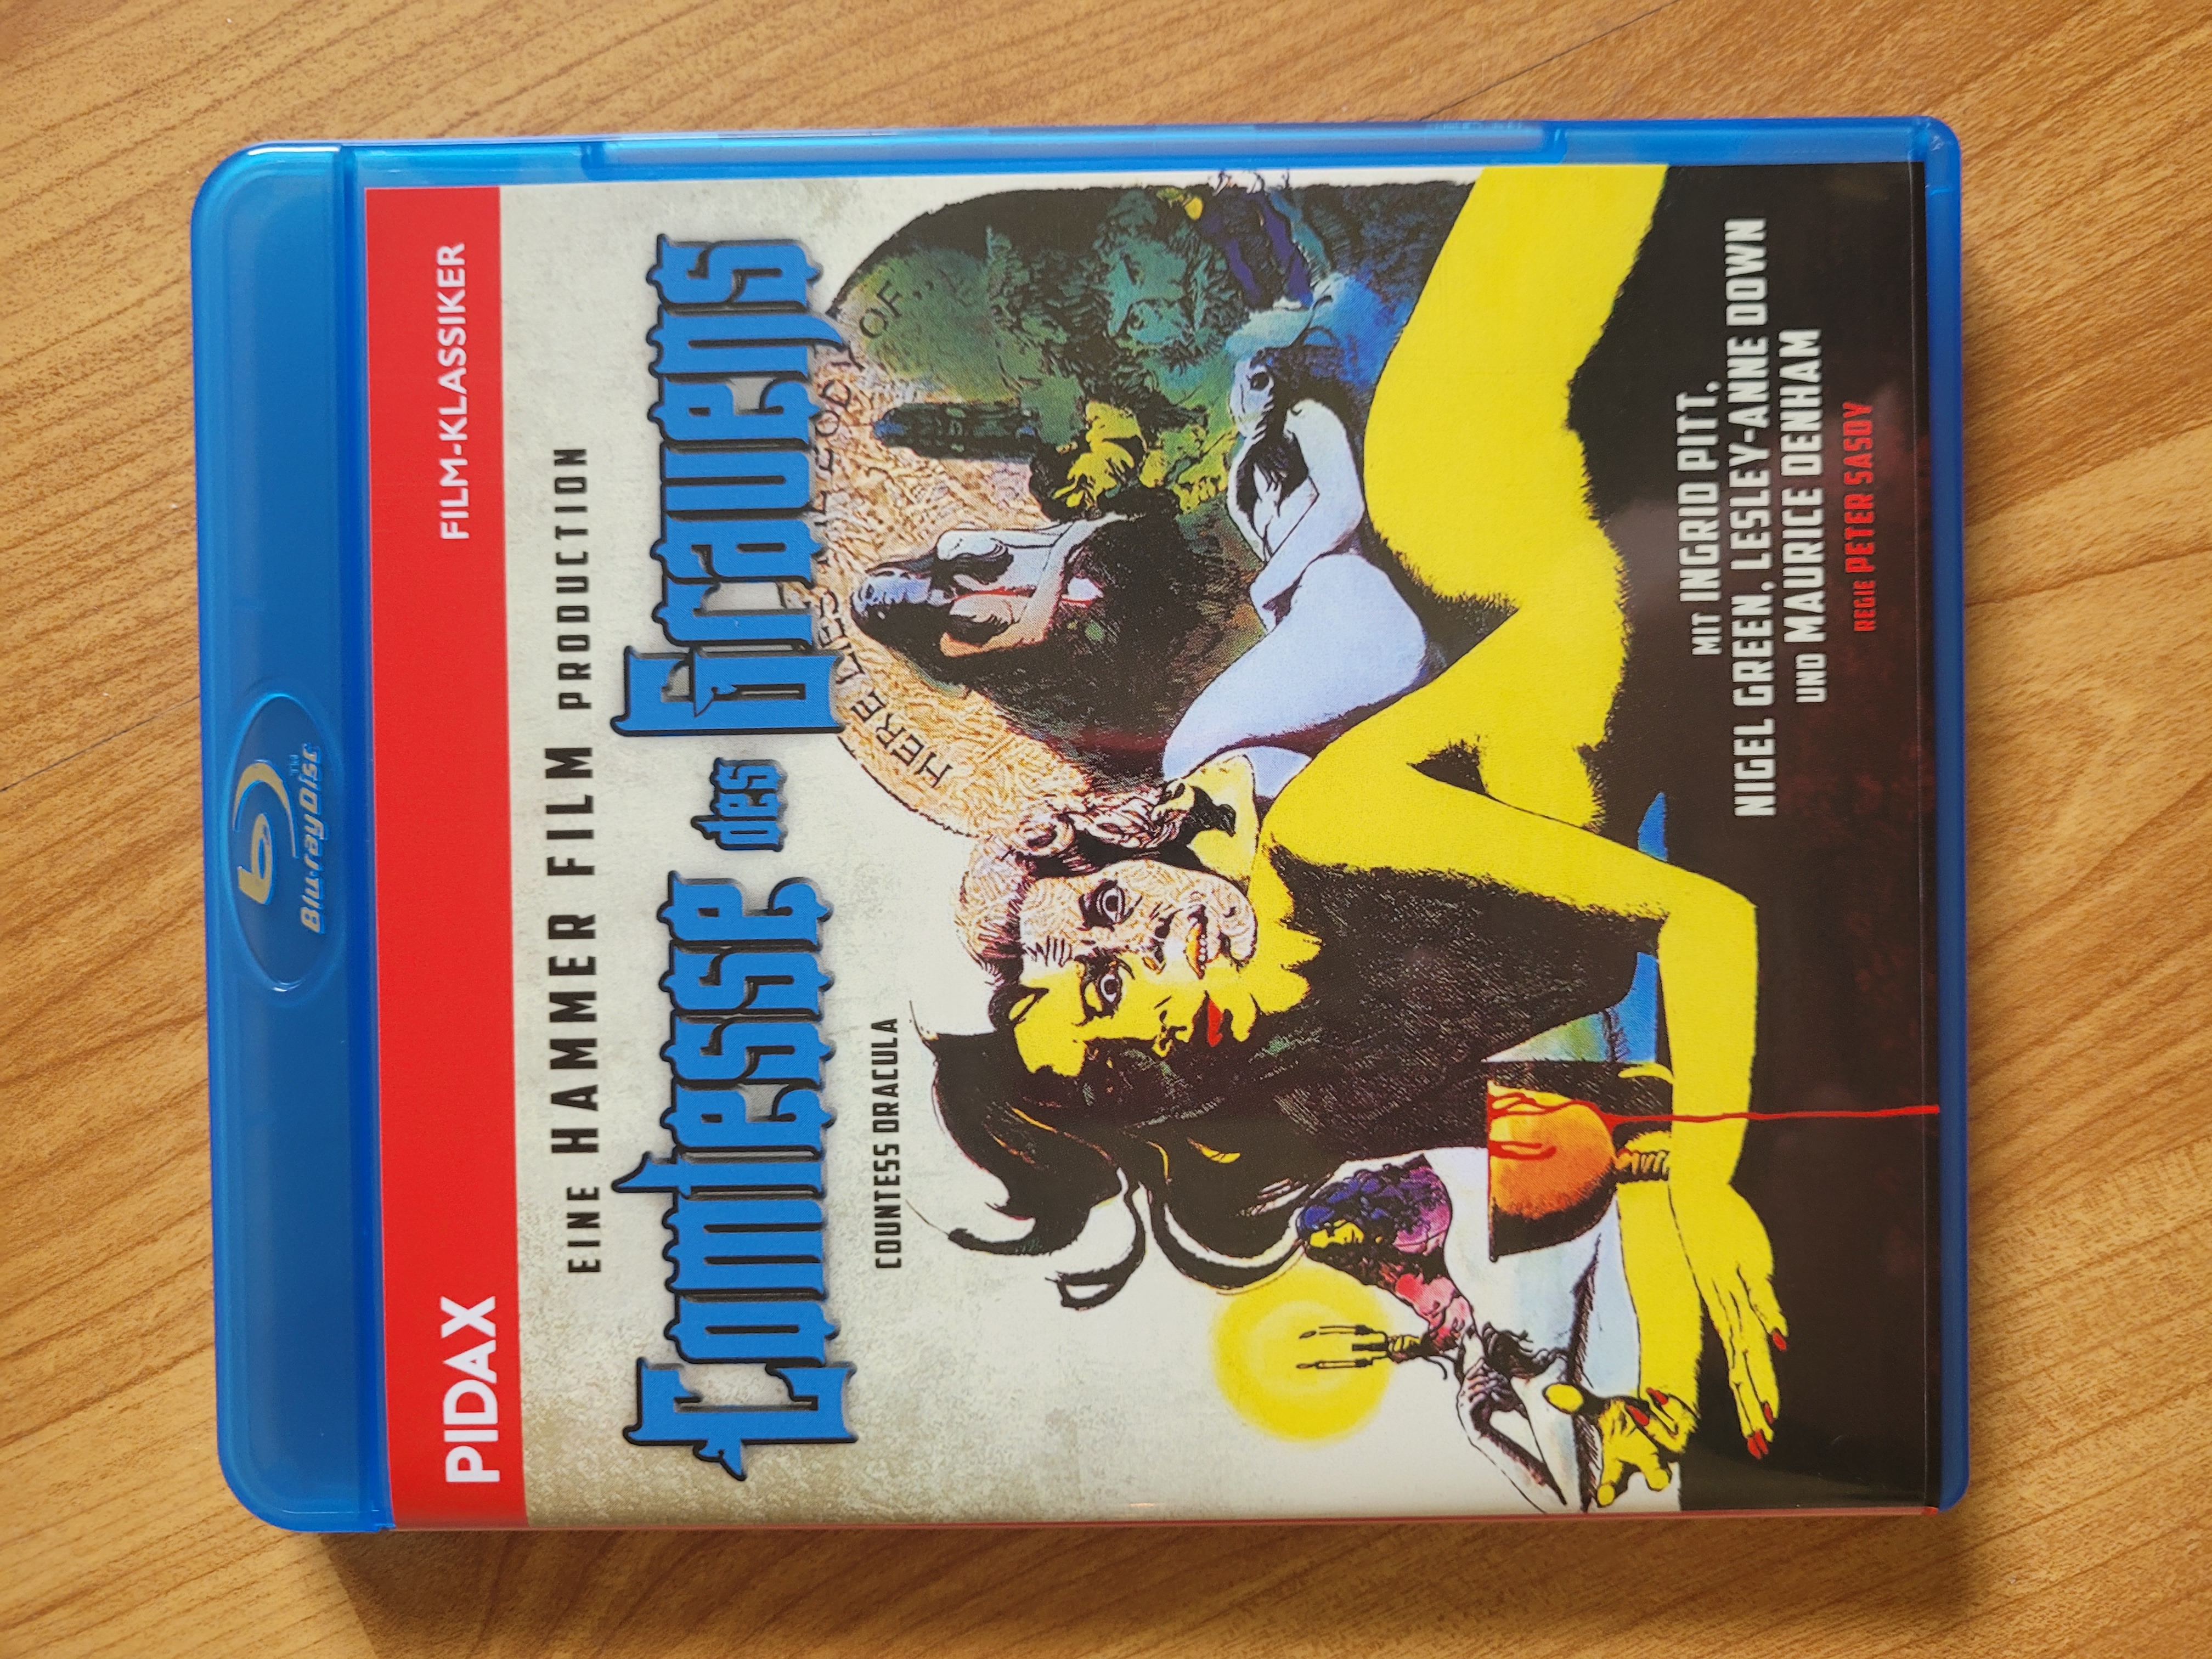 Blu-ray Disc™
PIDAX FILM-KLASSIKER
EINE HAMMER FILM PRODUCTION
Comtesse des Grauens
COUNTESS DRACULA
HERE LIES THE BODY OF..
MIT INGRID PITT,
NIGEL GREEN, LESLEY-ANNE DOWN
UND MAURICE DENHAM
REGIE PETER SASDY